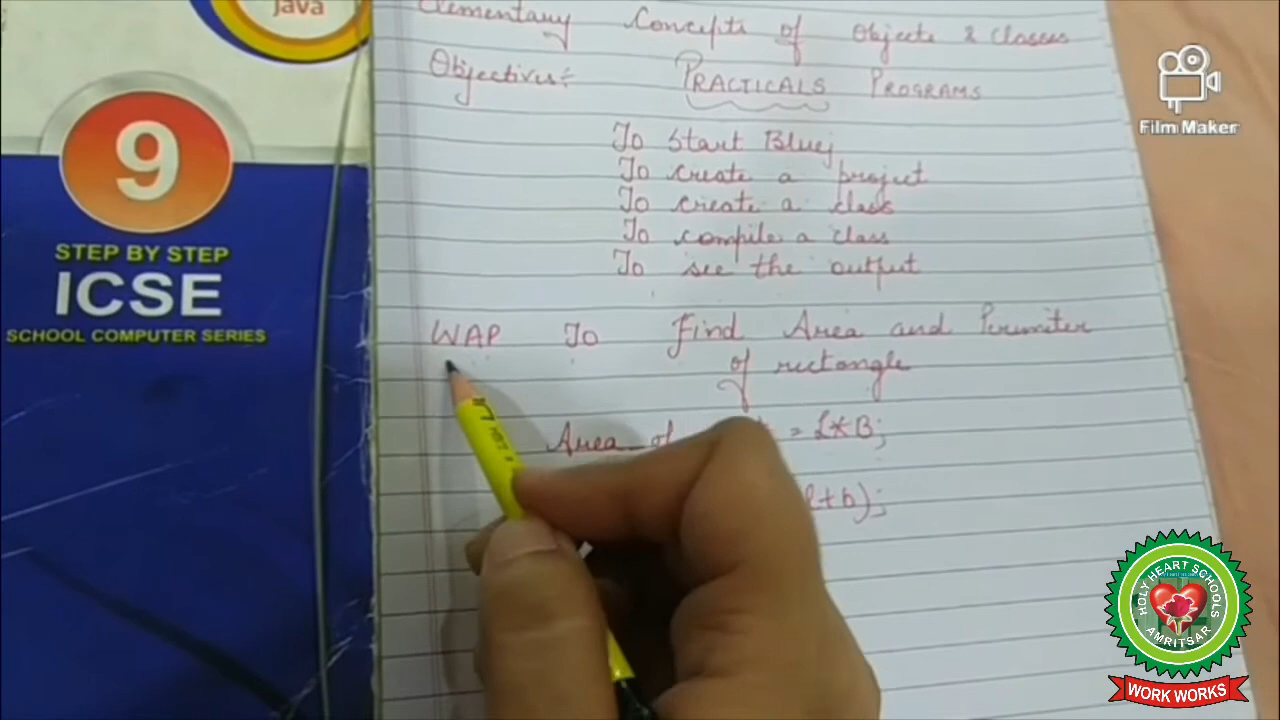 Java
9
STEP BY STEP
ICSE
SCHOOL COMPUTER SERIES
Elementary Concepts of Objects & Classes
Objectives:- PRACTICALS PROGRAMS
To Start Bluej
To create a project
To create a class
To compile a class
To see the output
WAP To Find Area and Perimiter
of rectangle
Area of = L*B;
l+b);
Film Maker
HOLY HEART SCHOOLS
AMRITSAR
WORK WORKS